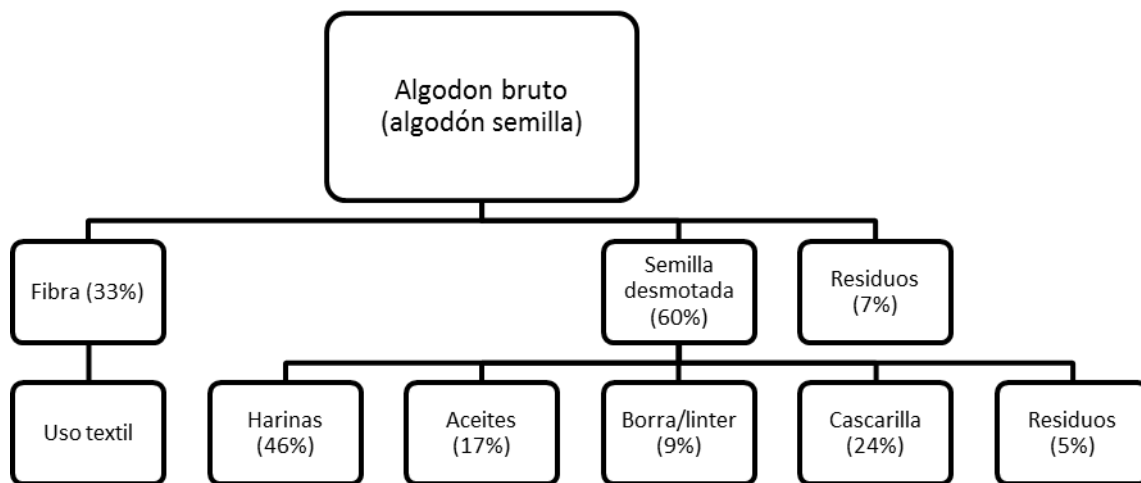 Algodon bruto
(algodón semilla)
Fibra (33%)
Semilla
desmotada
(60%)
Residuos
(7%)
Uso textil
Harinas
(46%)
Aceites
(17%)
Borra/linter
(9%)
Cascarilla
(24%)
Residuos
(5%)